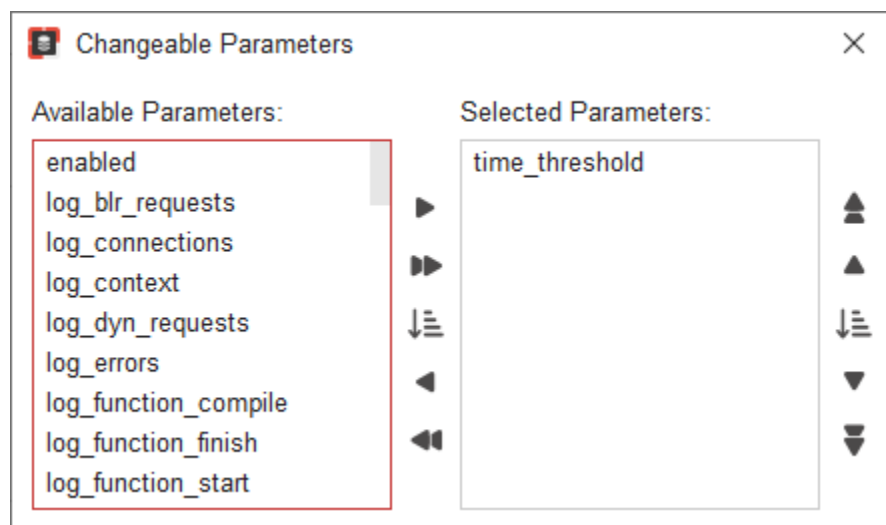 Changeable Parameters
Available Parameters:
enabled
log_blr_requests
log_connections
log_context
log_dyn_requests
log_errors
log_function_compile
log_function_finish
log_function_start
Selected Parameters:
time_threshold